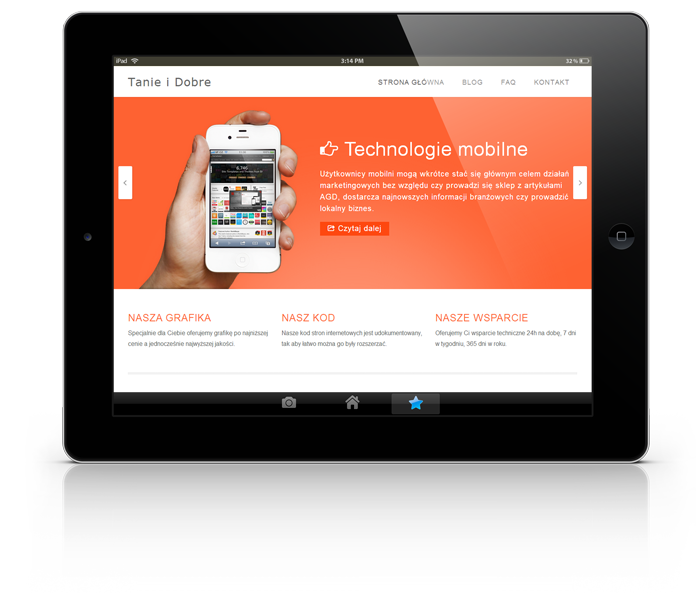 iPad 3:14 PM 32%
Tanie i Dobre STRONA GŁÓWNA BLOG FAQ KONTAKT
Technologie mobilne
Użytkownicy mobilni mogą wkrótce stać się głównym celem działań
marketingowych bez względu czy prowadzi się sklep z artykułami
AGD, dostarcza najnowszych informacji branżowych czy prowadzić
lokalny biznes.
Czytaj dalej
NASZA GRAFIKA
Specjalnie dla Ciebie oferujemy grafikę po najniższej
cenie a jednocześnie najwyższej jakości.
NASZ KOD
Nasze kod stron internetowych jest udokumentowany,
tak aby łatwo można go były rozszerzać.
NASZE WSPARCIE
Oferujemy Ci wsparcie techniczne 24h na dobę, 7 dni
w tygodniu, 365 dni w roku.